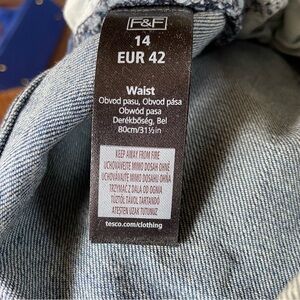 F&F
14
EUR 42
Waist
Obvod pasu, Obvod pása
Obwód pasa
Derékbőség, Bel
80cm/31½in
KEEP AWAY FROM FIRE
UCHOVÁVEJTE MIMO DOSAH OHNĚ
UCHOVÁVAJTE MIMO DOSAHU OHŇA
TRZYMAĆ Z DALA OD OGNIA
TŰZTŐL TÁVOL TARTANDÓ
ATESTEN UZAK TUTUNUZ
tesco.com/clothing